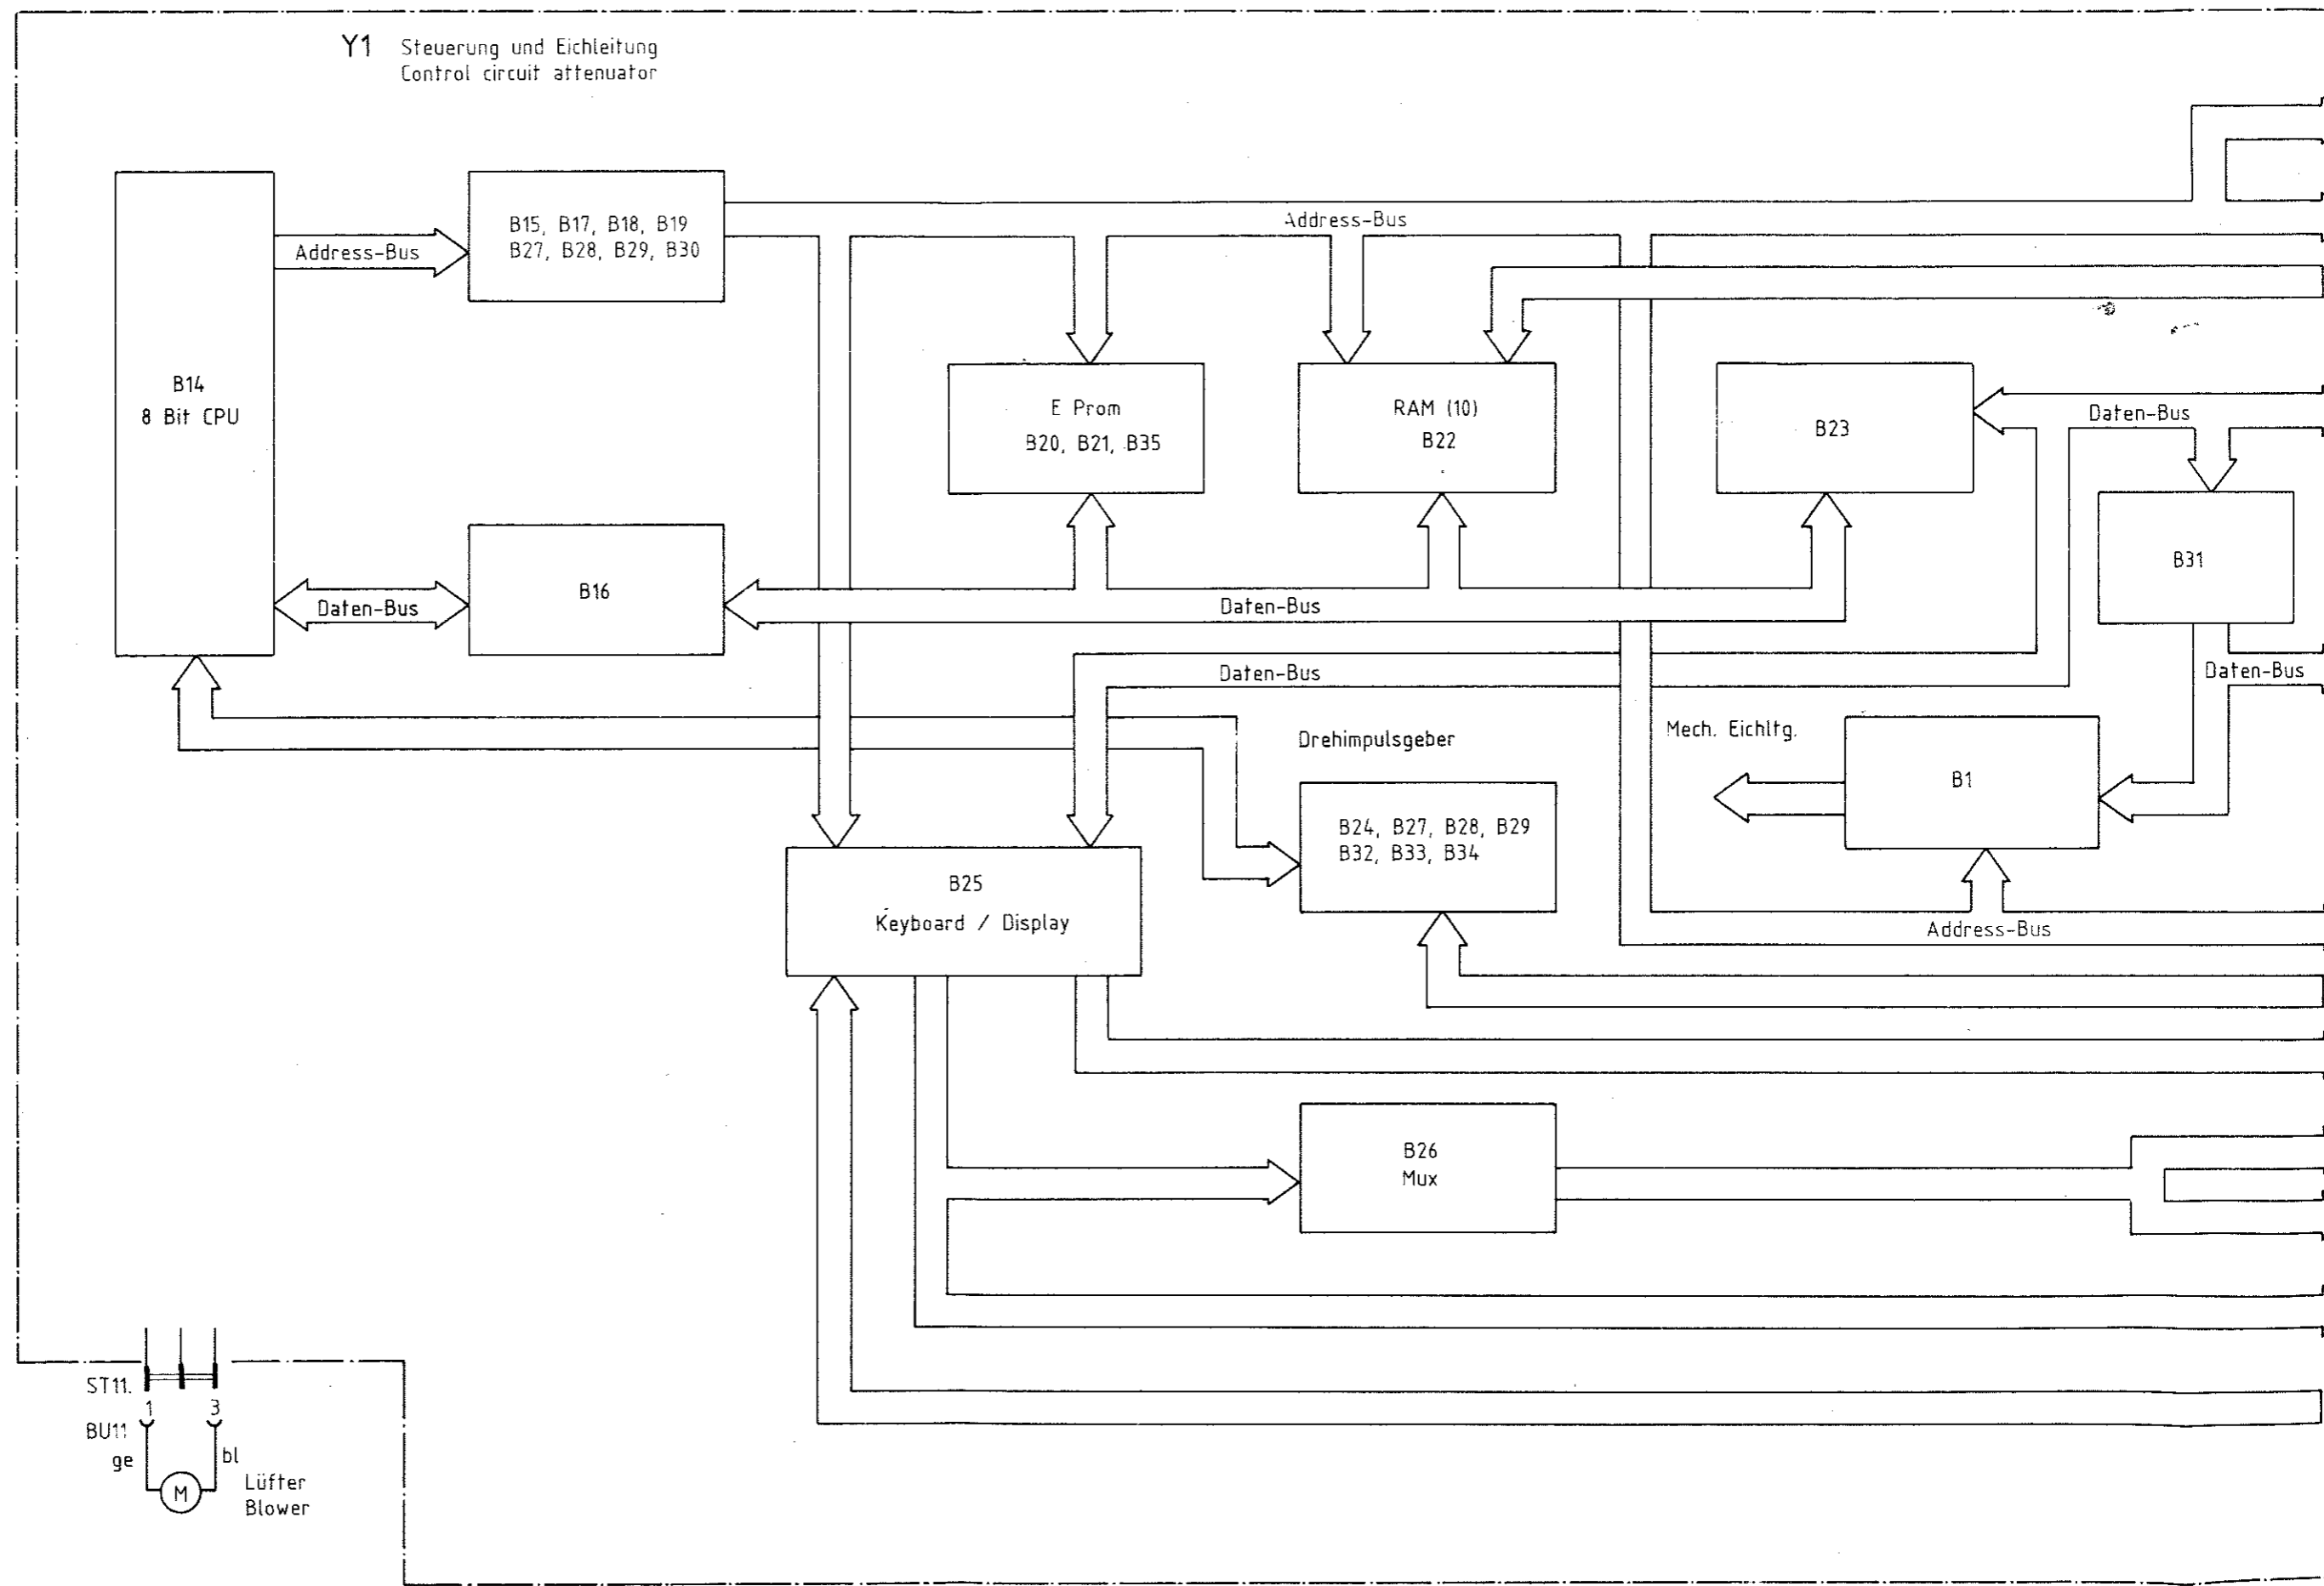 Y1 Steuerung und Eichleitung
Control circuit attenuator
B14
8 Bit CPU
Address-Bus
B15, B17, B18, B19
B27, B28, B29, B30
Address-Bus
E Prom
B20, B21, B35
RAM (10)
B22
B23
Daten-Bus
B31
Daten-Bus
B16
Daten-Bus
Daten-Bus
Daten-Bus
Drehimpulsgeber
B24, B27, B28, B29
B32, B33, B34
Mech. Eichltg.
B1
Address-Bus
B25
Keyboard / Display
B26
Mux
ST11.
1 3
BU11
ge bl
M
Lüfter
Blower